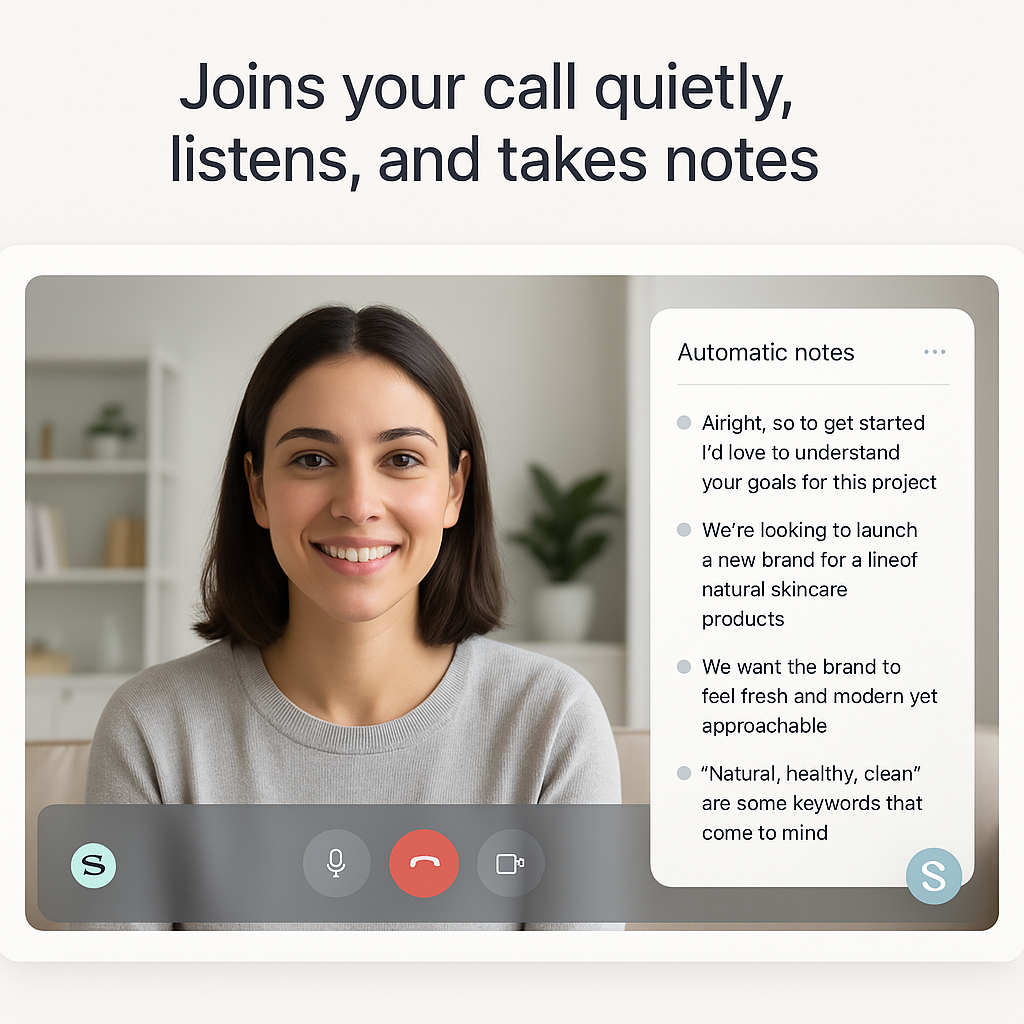 Joins your call quietly,
listens, and takes notes
Automatic notes
Airight, so to get started
I’d love to understand
your goals for this project
We’re looking to launch
a new brand for a lineof
natural skincare
products
We want the brand to
feel fresh and modern yet
approachable
“Natural, healthy, clean”
are some keywords that
come to mind
S
S